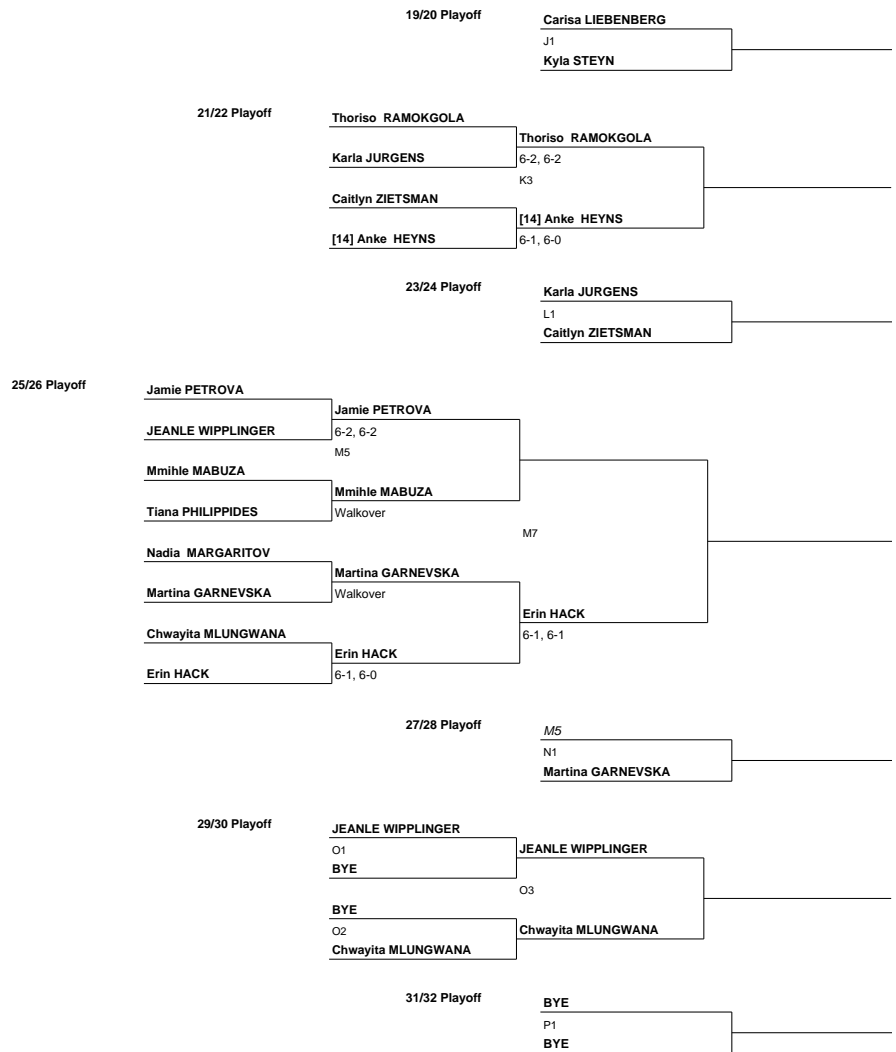 19/20 Playoff
Carisa LIEBENBERG
J1
Kyla STEYN
21/22 Playoff
Thoriso RAMOKGOLA
Thoriso RAMOKGOLA
Karla JURGENS
6-2, 6-2
K3
Caitlyn ZIETSMAN
[14] Anke HEYNS
[14] Anke HEYNS
6-1, 6-0
23/24 Playoff
Karla JURGENS
L1
Caitlyn ZIETSMAN
25/26 Playoff
Jamie PETROVA
Jamie PETROVA
JEANLE WIPPLINGER
6-2, 6-2
M5
Mmihle MABUZA
Mmihle MABUZA
Tiana PHILIPPIDES
Walkover
M7
Nadia MARGARITOV
Martina GARNEVSKA
Martina GARNEVSKA
Walkover
Erin HACK
Chwayita MLUNGWANA
6-1, 6-1
Erin HACK
Erin HACK
6-1, 6-0
27/28 Playoff
M5
N1
Martina GARNEVSKA
29/30 Playoff
JEANLE WIPPLINGER
O1
JEANLE WIPPLINGER
BYE
O3
BYE
O2
Chwayita MLUNGWANA
Chwayita MLUNGWANA
31/32 Playoff
BYE
P1
BYE